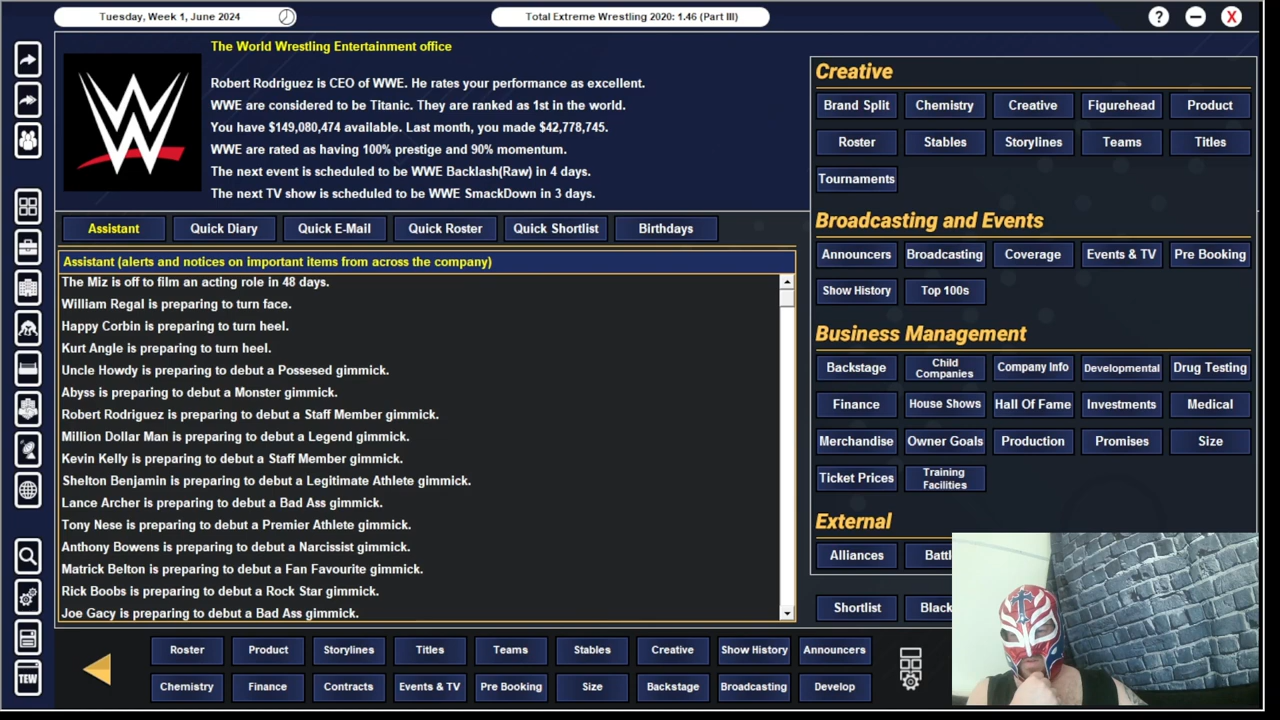 Tuesday, Week 1, June 2024
Total Extreme Wrestling 2020: 1.46 (Part III)
?
X
The World Wrestling Entertainment office
Robert Rodriguez is CEO of WWE. He rates your performance as excellent.
WWE are considered to be Titanic. They are ranked as 1st in the world.
You have $149,080,474 available. Last month, you made $42,778,745.
WWE are rated as having 100% prestige and 90% momentum.
The next event is scheduled to be WWE Backlash(Raw) in 4 days.
The next TV show is scheduled to be WWE SmackDown in 3 days.
Assistant Quick Diary Quick E-Mail Quick Roster Quick Shortlist Birthdays
Assistant (alerts and notices on important items from across the company)
The Miz is off to film an acting role in 48 days.
William Regal is preparing to turn face.
Happy Corbin is preparing to turn heel.
Kurt Angle is preparing to turn heel.
Uncle Howdy is preparing to debut a Possesed gimmick.
Abyss is preparing to debut a Monster gimmick.
Robert Rodriguez is preparing to debut a Staff Member gimmick.
Million Dollar Man is preparing to debut a Legend gimmick.
Kevin Kelly is preparing to debut a Staff Member gimmick.
Shelton Benjamin is preparing to debut a Legitimate Athlete gimmick.
Lance Archer is preparing to debut a Bad Ass gimmick.
Tony Nese is preparing to debut a Premier Athlete gimmick.
Anthony Bowens is preparing to debut a Narcissist gimmick.
Matrick Belton is preparing to debut a Fan Favourite gimmick.
Rick Boobs is preparing to debut a Rock Star gimmick.
Joe Gacy is preparing to debut a Bad Ass gimmick.
Creative
Brand Split Chemistry Creative Figurehead Product
Roster Stables Storylines Teams Titles
Tournaments
Broadcasting and Events
Announcers Broadcasting Coverage Events & TV Pre Booking
Show History Top 100s
Business Management
Backstage Child Companies Company Info Developmental Drug Testing
Finance House Shows Hall Of Fame Investments Medical
Merchandise Owner Goals Production Promises Size
Ticket Prices Training Facilities
External
Alliances Battl
Shortlist Black
Roster Product Storylines Titles Teams Stables Creative Show History Announcers
Chemistry Finance Contracts Events & TV Pre Booking Size Backstage Broadcasting Develop
TEW